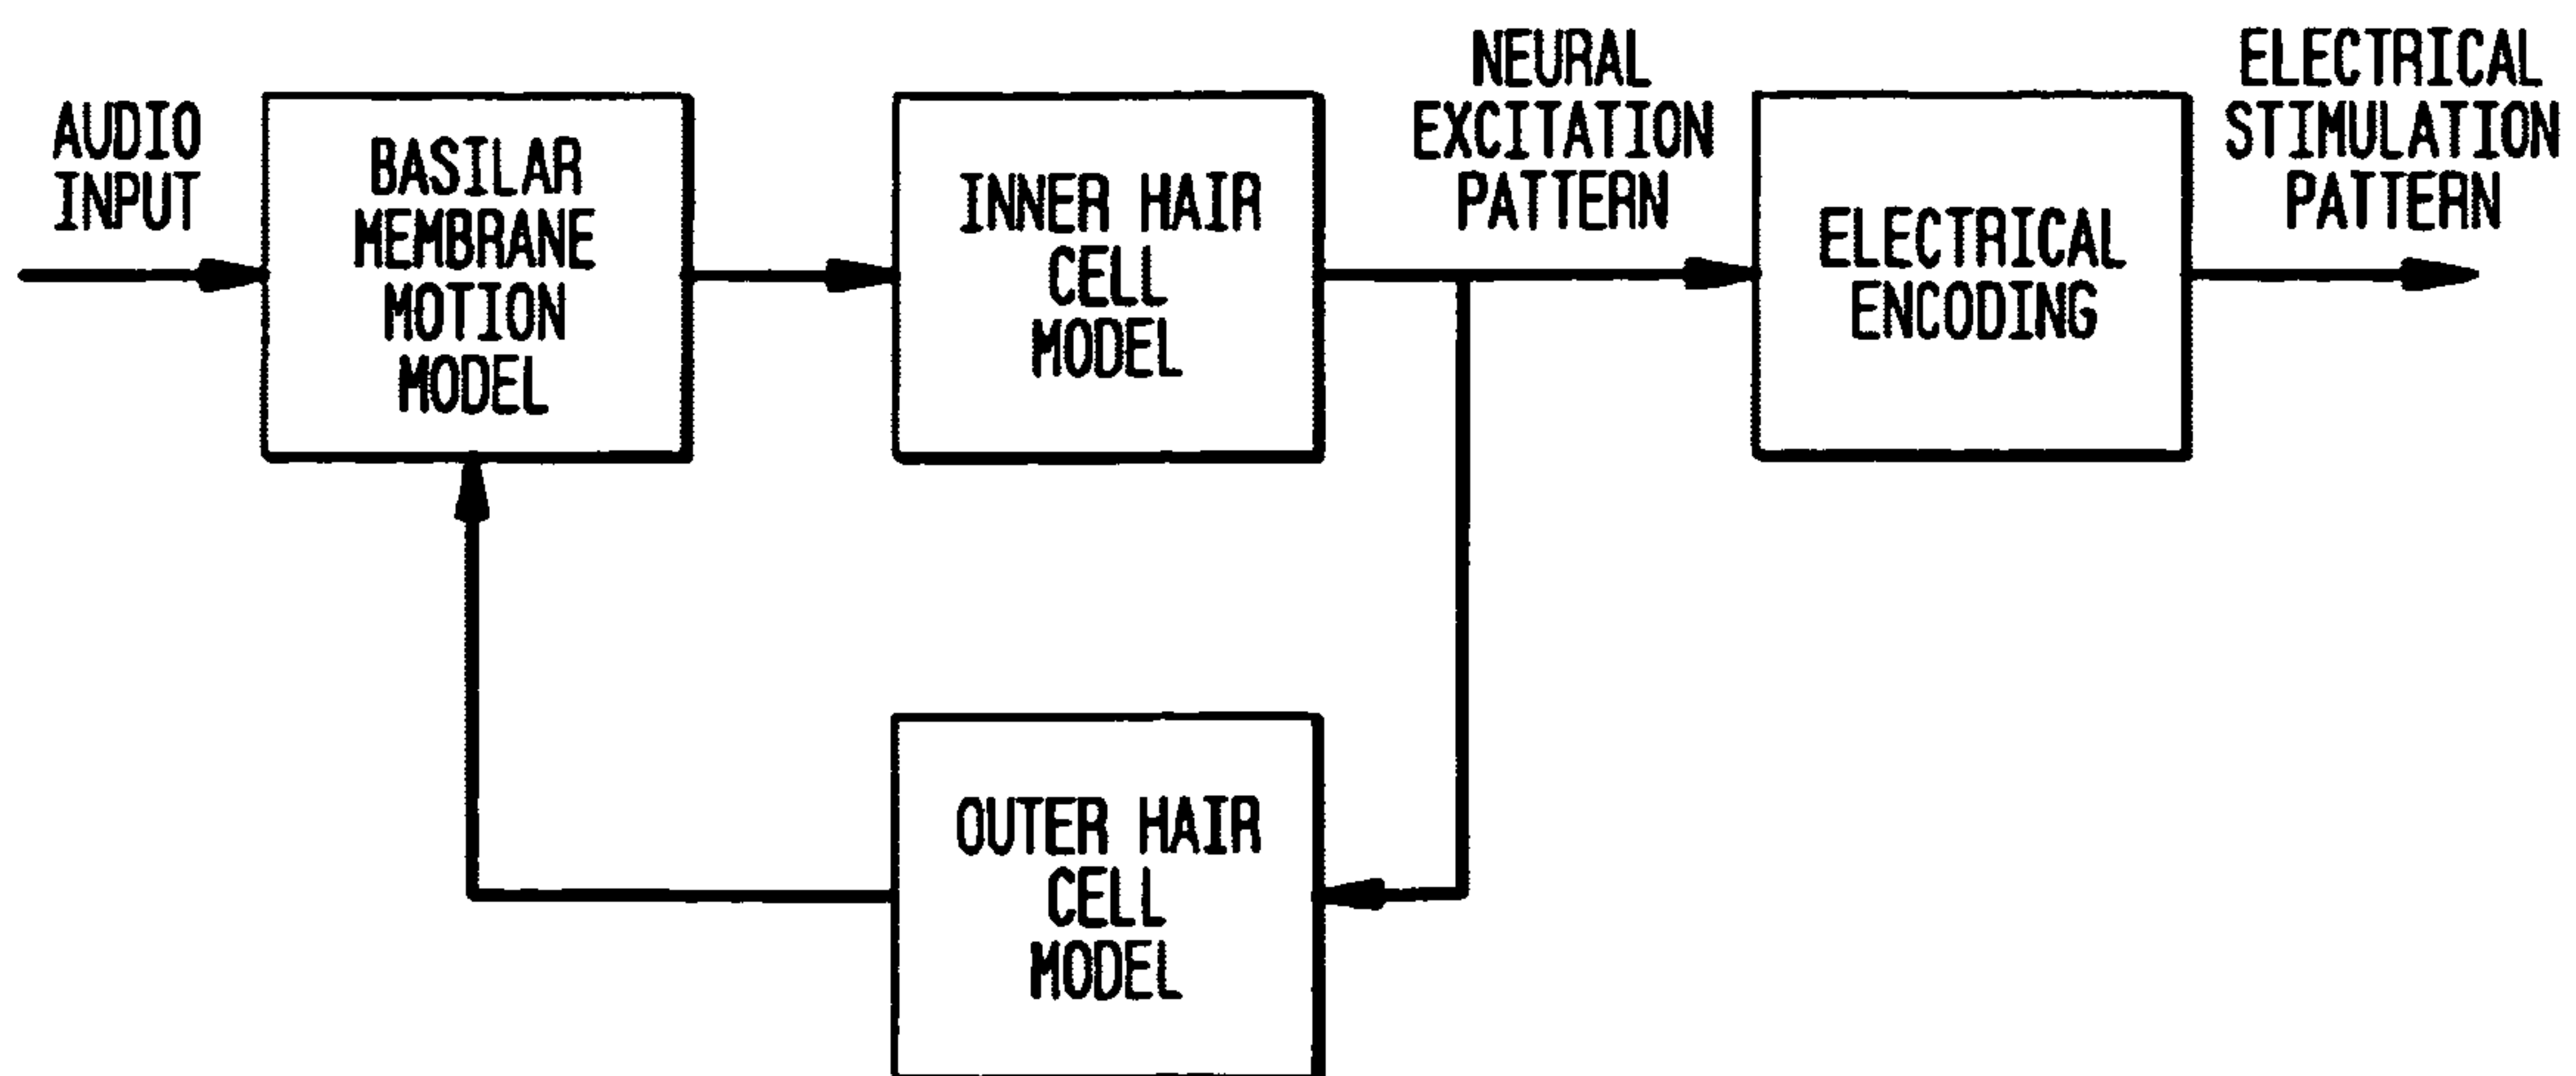 AUDIO
INPUT
BASILAR
MEMBRANE
MOTION
MODEL
INNER HAIR
CELL
MODEL
NEURAL
EXCITATION
PATTERN
ELECTRICAL
ENCODING
ELECTRICAL
STIMULATION
PATTERN
OUTER HAIR
CELL
MODEL